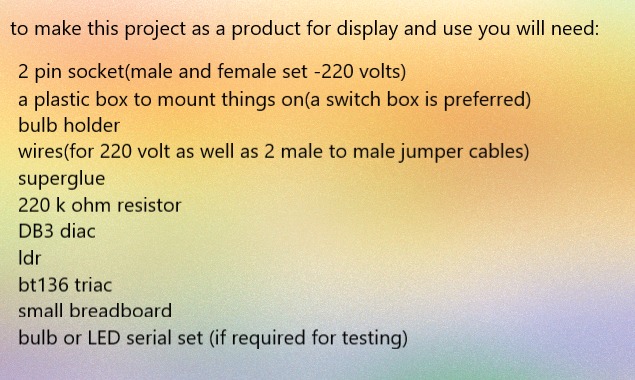 to make this project as a product for display and use you will need:
2 pin socket(male and female set -220 volts)
a plastic box to mount things on(a switch box is preferred)
bulb holder
wires(for 220 volt as well as 2 male to male jumper cables)
superglue
220 k ohm resistor
DB3 diac
ldr
bt136 triac
small breadboard
bulb or LED serial set (if required for testing)